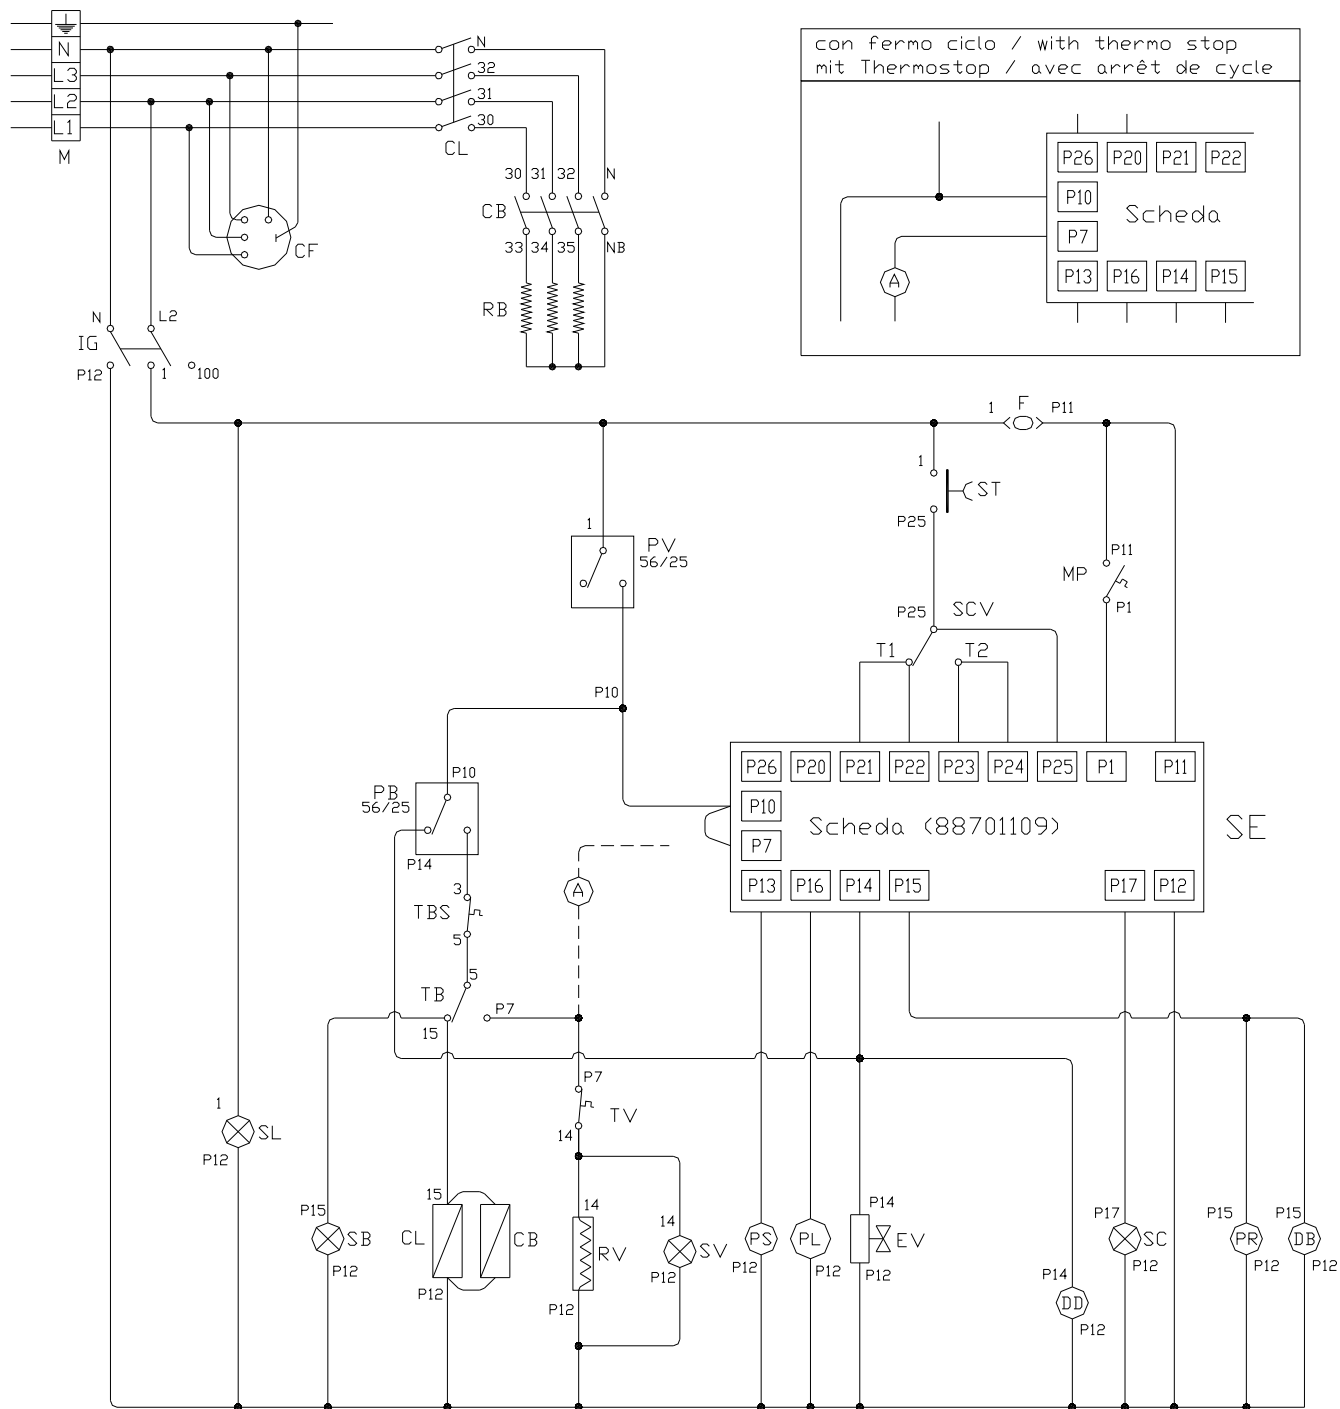 N
L3
L2
L1
M
N
32
31
30
CL
con fermo ciclo / with thermo stop
mit Thermostop / avec arrêt de cycle
P26 P20 P21 P22
P10
Scheda
P7
P13 P16 P14 P15
A
30 31 32 N
CB
33 34 35 NB
RB
CF
N L2
IG
P12 1 100
1 F P11
1
ST
P25
1
PV
56/25
P11
MP
P1
P25 SCV
T1 T2
P10
P26 P20 P21 P22 P23 P24 P25 P1 P11
P10
Scheda (88701109)
SE
P7
P13 P16 P14 P15 P17 P12
P10
PB
56/25
P14
A
3
TBS
5
5
TB
P7
15
P7
TV
14
1
SL
P12
P15
SB
P12
15
CL CB
P12
14
RV
P12
14
SV
P12
PS
P12
PL
P12
P14
EV
P12
P14
DD
P12
P17
SC
P12
P15
PR
P12
P15
DB
P12